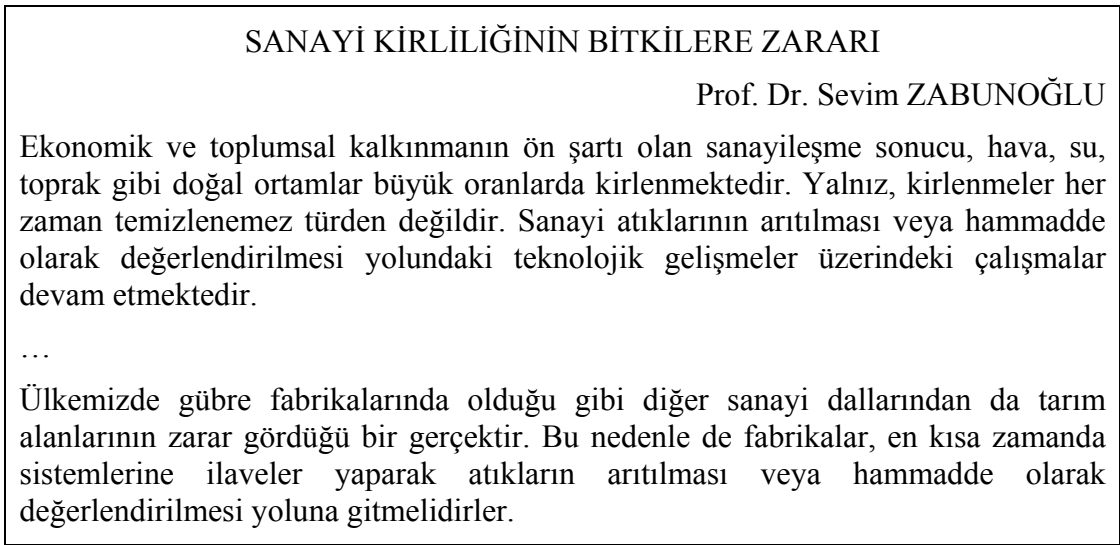 SANAYİ KİRLİLİĞİNİN BİTKİLERE ZARARI
Prof. Dr. Sevim ZABUNOĞLU
Ekonomik ve toplumsal kalkınmanın ön şartı olan sanayileşme sonucu, hava, su,
toprak gibi doğal ortamlar büyük oranlarda kirlenmektedir. Yalnız, kirlenmeler her
zaman temizlenemez türden değildir. Sanayi atıklarının arıtılması veya hammadde
olarak değerlendirilmesi yolundaki teknolojik gelişmeler üzerindeki çalışmalar
devam etmektedir.
…
Ülkemizde gübre fabrikalarında olduğu gibi diğer sanayi dallarından da tarım
alanlarının zarar gördüğü bir gerçektir. Bu nedenle de fabrikalar, en kısa zamanda
sistemlerine ilaveler yaparak atıkların arıtılması veya hammadde olarak
değerlendirilmesi yoluna gitmelidirler.